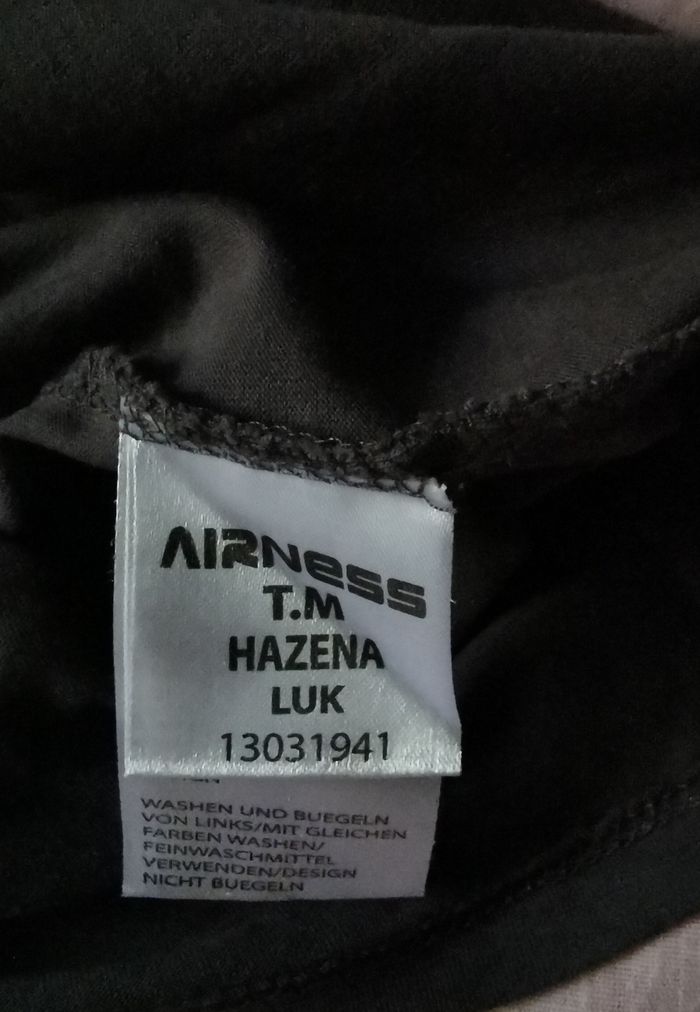 AIRNESS
T.M
HAZENA
LUK
13031941
WASHEN UND BUEGELN
VON LINKS/MIT GLEICHEN
FARBEN WASHEN/
FEINWASCHMITTEL
VERWENDEN/DESIGN
NICHT BUEGELN